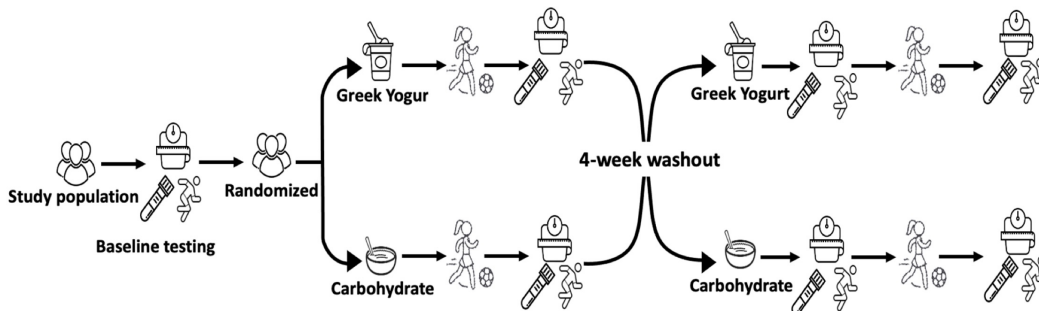 Greek Yogur
Greek Yogurt
4-week washout
Study population
Randomized
Baseline testing
Carbohydrate
Carbohydrate